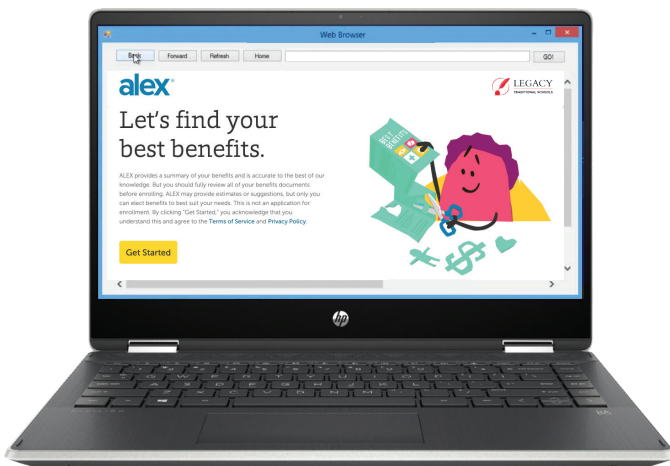 Web Browser
Back Forward Refresh Home GO!
alex®
LEGACY
TRADITIONAL SCHOOLS
Let's find your
best benefits.
BEST
BENEFITS
ALEX provides a summary of your benefits and is accurate to the best of our
knowledge. But you should fully review all of your benefits documents
before enrolling. ALEX may provide estimates or suggestions, but only you
can elect benefits to best suit your needs. This is not an application for
enrollment. By clicking "Get Started," you acknowledge that you
understand this and agree to the Terms of Service and Privacy Policy.
Get Started
hp